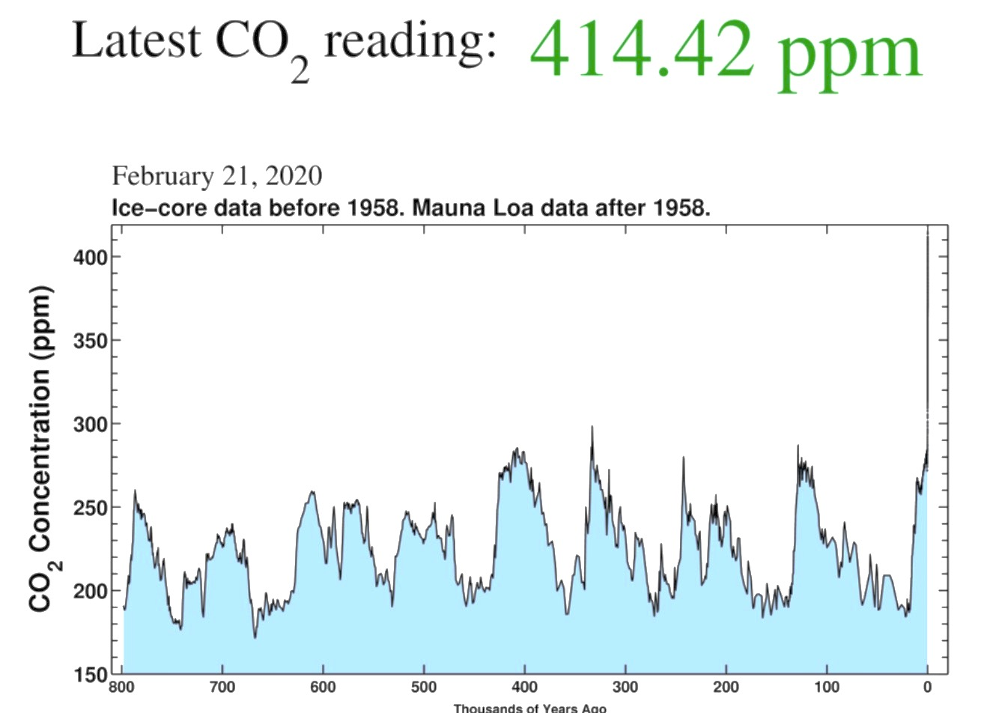 Latest CO₂ reading: 414.42 ppm
February 21, 2020
Ice–core data before 1958. Mauna Loa data after 1958.
CO₂ Concentration (ppm)
400
350
300
250
200
150
800 700 600 500 400 300 200 100 0
Thousands of Years Ago